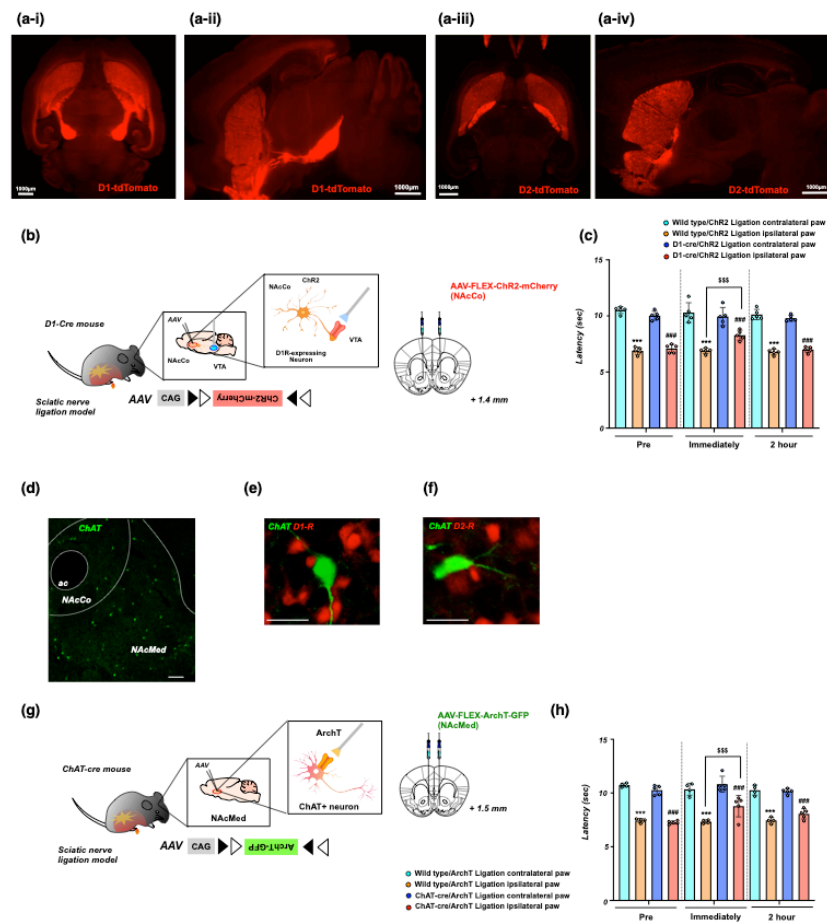 (a-i)
(a-ii)
(a-iii)
(a-iv)
1000μm
D1-tdTomato
D1-tdTomato
1000μm
1000μm
D2-tdTomato
D2-tdTomato
1000μm
(b)
D1-Cre mouse
Sciatic nerve
ligation model
AAV
NAcCo
VTA
ChR2
NAcCo
D1R-expressing
Neuron
VTA
AAV-FLEX-ChR2-mCherry
(NAcCo)
+ 1.4 mm
AAV
CAG
ChR2-mCherry
(c)
Wild type/ChR2 Ligation contralateral paw
Wild type/ChR2 Ligation ipsilateral paw
D1-cre/ChR2 Ligation contralateral paw
D1-cre/ChR2 Ligation ipsilateral paw
Latency (sec)
15
10
5
0
*** ### $$$ *** ### *** ###
Pre
Immediately
2 hour
(d)
ChAT
ac
NAcCo
NAcMed
(e)
ChAT D1-R
(f)
ChAT D2-R
(g)
ChAT-cre mouse
Sciatic nerve
ligation model
AAV
NAcMed
ArchT
ChAT+ neuron
AAV-FLEX-ArchT-GFP
(NAcMed)
+ 1.5 mm
AAV
CAG
ArchT-GFP
Wild type/ArchT Ligation contralateral paw
Wild type/ArchT Ligation ipsilateral paw
ChAT-cre/ArchT Ligation contralateral paw
ChAT-cre/ArchT Ligation ipsilateral paw
(h)
Latency (sec)
15
10
5
0
*** ### $$$ *** ### *** ###
Pre
Immediately
2 hour